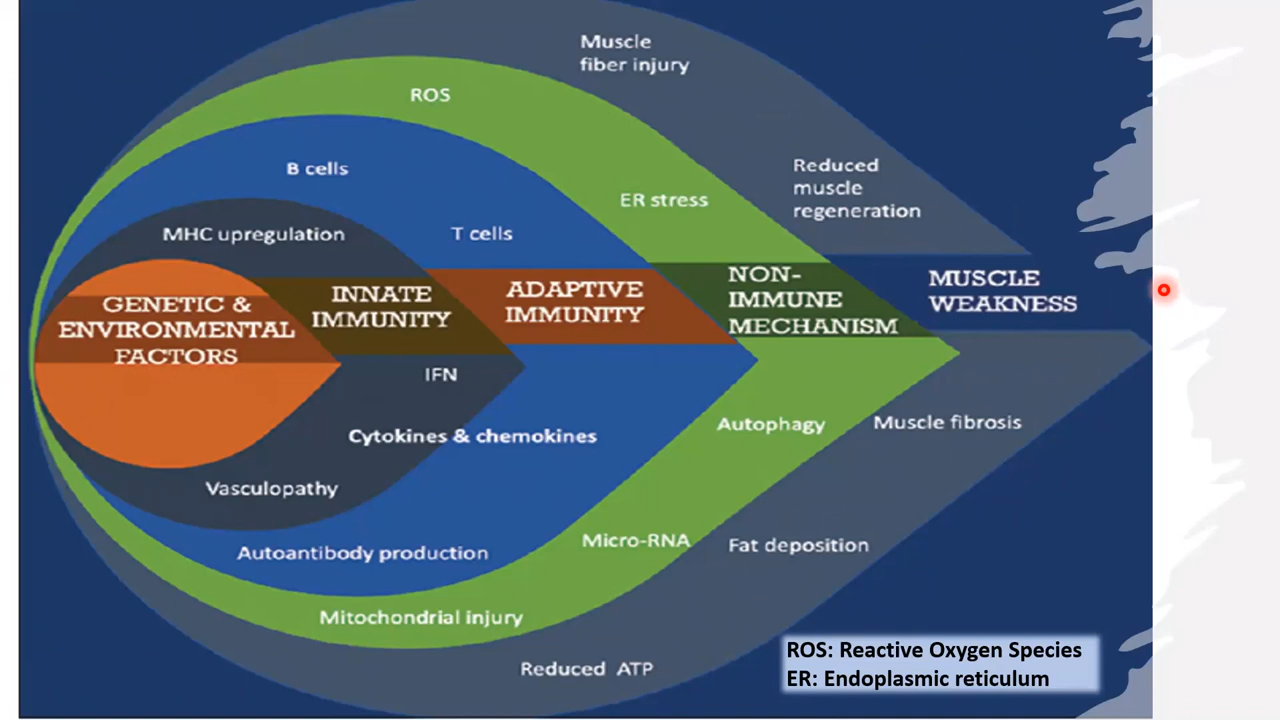 Muscle
fiber injury
ROS
B cells
Reduced
muscle
regeneration
ER stress
MHC upregulation
T cells
GENETIC &
ENVIRONMENTAL
FACTORS
INNATE
IMMUNITY
ADAPTIVE
IMMUNITY
NON-
IMMUNE
MECHANISM
MUSCLE
WEAKNESS
IFN
Cytokines & chemokines
Autophagy
Muscle fibrosis
Vasculopathy
Micro-RNA
Fat deposition
Autoantibody production
Mitochondrial injury
Reduced ATP
ROS: Reactive Oxygen Species
ER: Endoplasmic reticulum